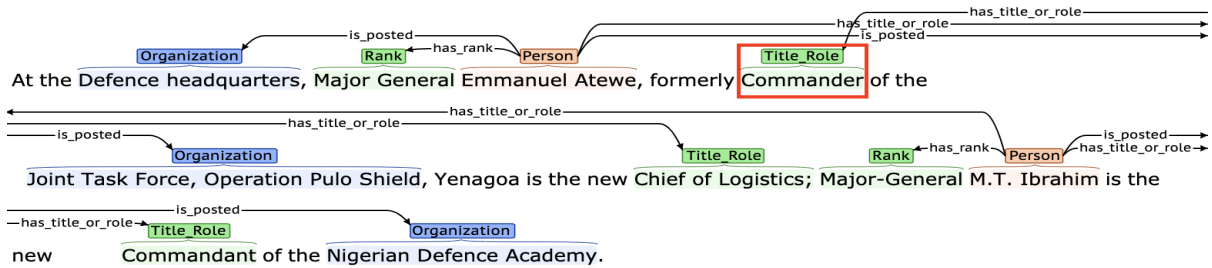 has_title_or_role
has_title_or_role
is_posted is_posted
Organization Rank has_rank Person Title_Role
At the Defence headquarters, Major General Emmanuel Atewe, formerly Commander of the
has_title_or_role
has_title_or_role
is_posted is_posted
Organization Title_Role Rank has_rank Person has_title_or_role
Joint Task Force, Operation Pulo Shield, Yenagoa is the new Chief of Logistics; Major-General M.T. Ibrahim is the
is_posted
has_title_or_role Title_Role Organization
new Commandant of the Nigerian Defence Academy.